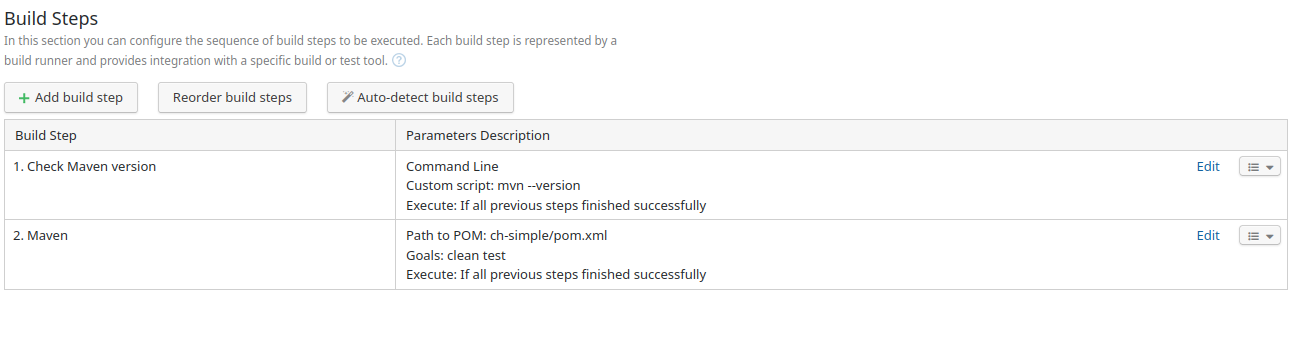 Build Steps
In this section you can configure the sequence of build steps to be executed. Each build step is represented by a
build runner and provides integration with a specific build or test tool. ?
+ Add build step
Reorder build steps
Auto-detect build steps
Build Step
Parameters Description
1. Check Maven version
Command Line
Edit
Custom script: mvn --version
Execute: If all previous steps finished successfully
2. Maven
Path to POM: ch-simple/pom.xml
Edit
Goals: clean test
Execute: If all previous steps finished successfully